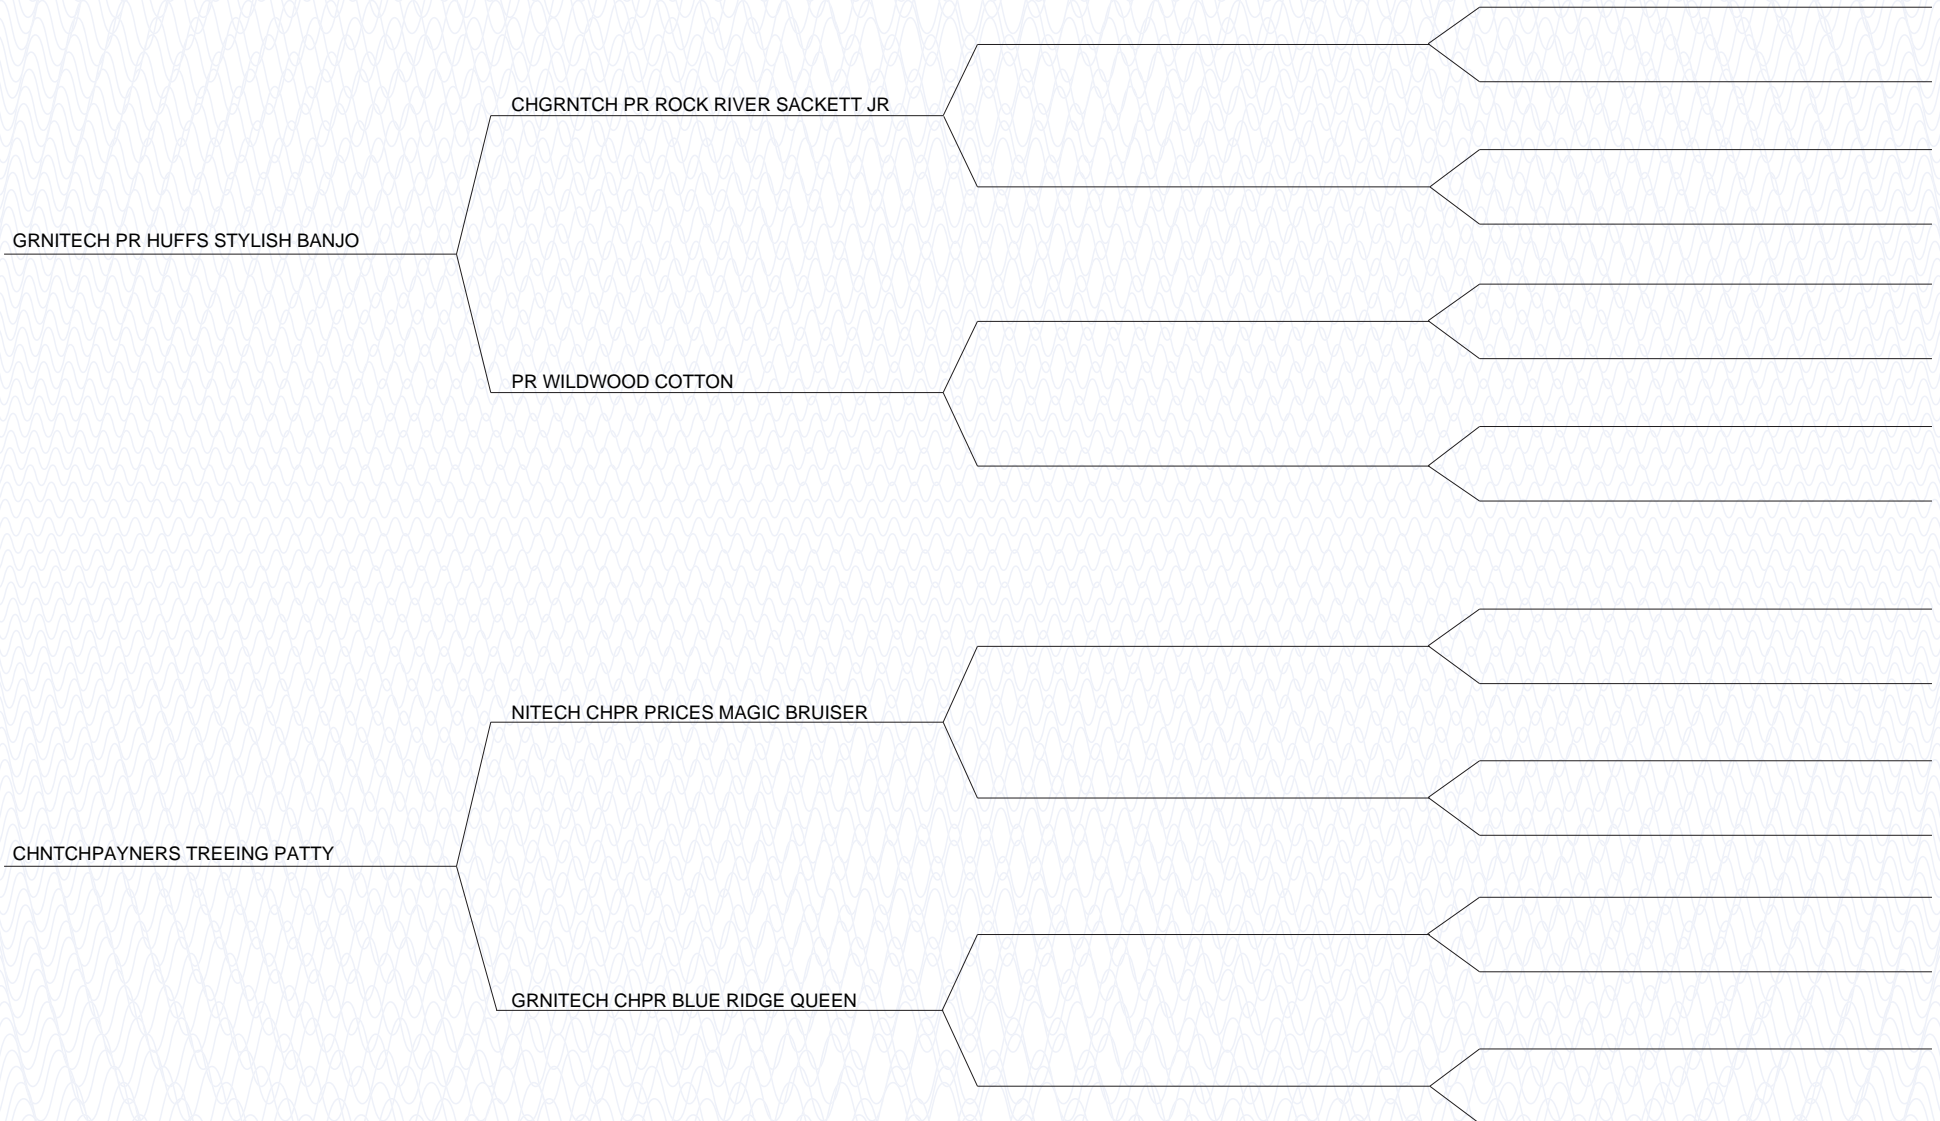 CHGRNTCH PR ROCK RIVER SACKETT JR
GRNITECH PR HUFFS STYLISH BANJO
PR WILDWOOD COTTON
NITECH CHPR PRICES MAGIC BRUISER
CHNTCHPAYNERS TREEING PATTY
GRNITECH CHPR BLUE RIDGE QUEEN